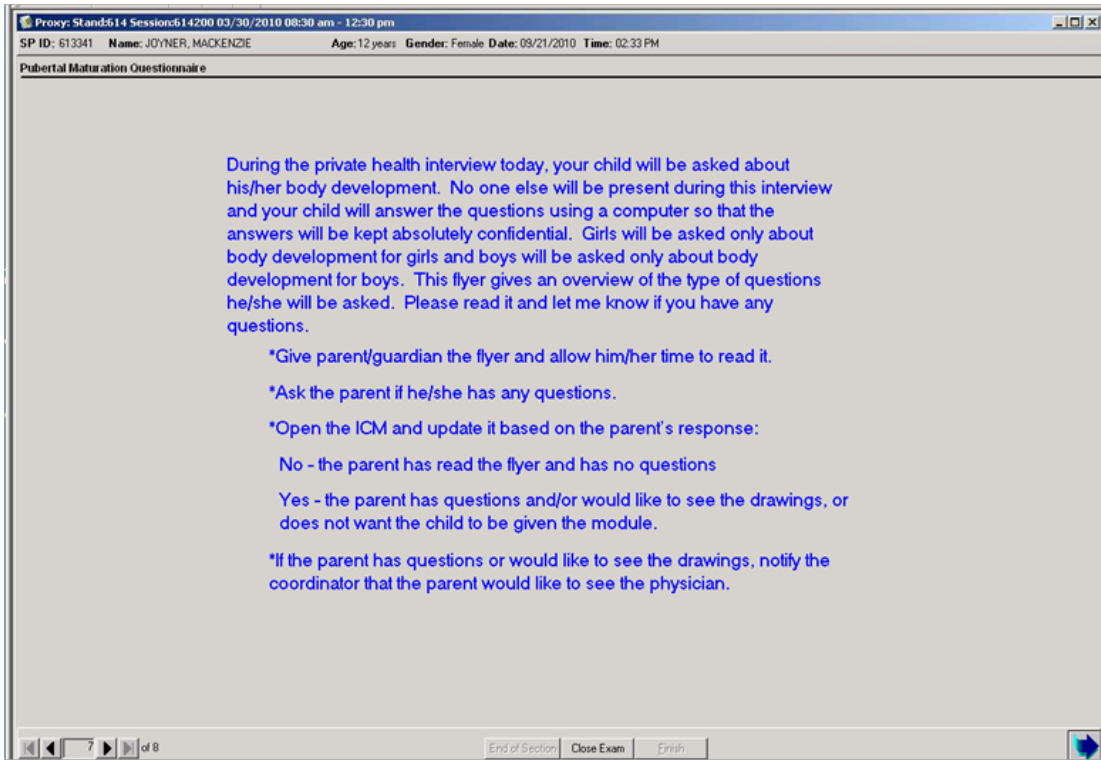 Proxy: Stand:614 Session:614200 03/30/2010 08:30 am - 12:30 pm
SP ID: 613341 Name: JOYNER, MACKENZIE Age: 12 years Gender: Female Date: 09/21/2010 Time: 02:33 PM
Pubertal Maturation Questionnaire
During the private health interview today, your child will be asked about
his/her body development. No one else will be present during this interview
and your child will answer the questions using a computer so that the
answers will be kept absolutely confidential. Girls will be asked only about
body development for girls and boys will be asked only about body
development for boys. This flyer gives an overview of the type of questions
he/she will be asked. Please read it and let me know if you have any
questions.
*Give parent/guardian the flyer and allow him/her time to read it.
*Ask the parent if he/she has any questions.
*Open the ICM and update it based on the parent's response:
No - the parent has read the flyer and has no questions
Yes - the parent has questions and/or would like to see the drawings, or
does not want the child to be given the module.
*If the parent has questions or would like to see the drawings, notify the
coordinator that the parent would like to see the physician.
7 of 8 End of Section Close Exam Finish